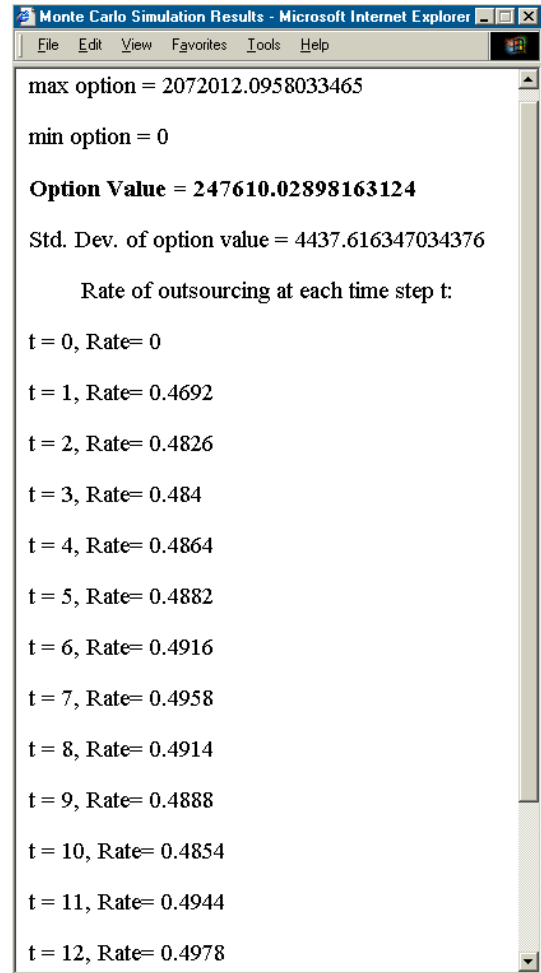 Monte Carlo Simulation Results - Microsoft Internet Explorer
File Edit View Favorites Tools Help
max option = 2072012.0958033465
min option = 0
Option Value = 247610.02898163124
Std. Dev. of option value = 4437.616347034376
Rate of outsourcing at each time step t:
t = 0, Rate= 0
t = 1, Rate= 0.4692
t = 2, Rate= 0.4826
t = 3, Rate= 0.484
t = 4, Rate= 0.4864
t = 5, Rate= 0.4882
t = 6, Rate= 0.4916
t = 7, Rate= 0.4958
t = 8, Rate= 0.4914
t = 9, Rate= 0.4888
t = 10, Rate= 0.4854
t = 11, Rate= 0.4944
t = 12, Rate= 0.4978